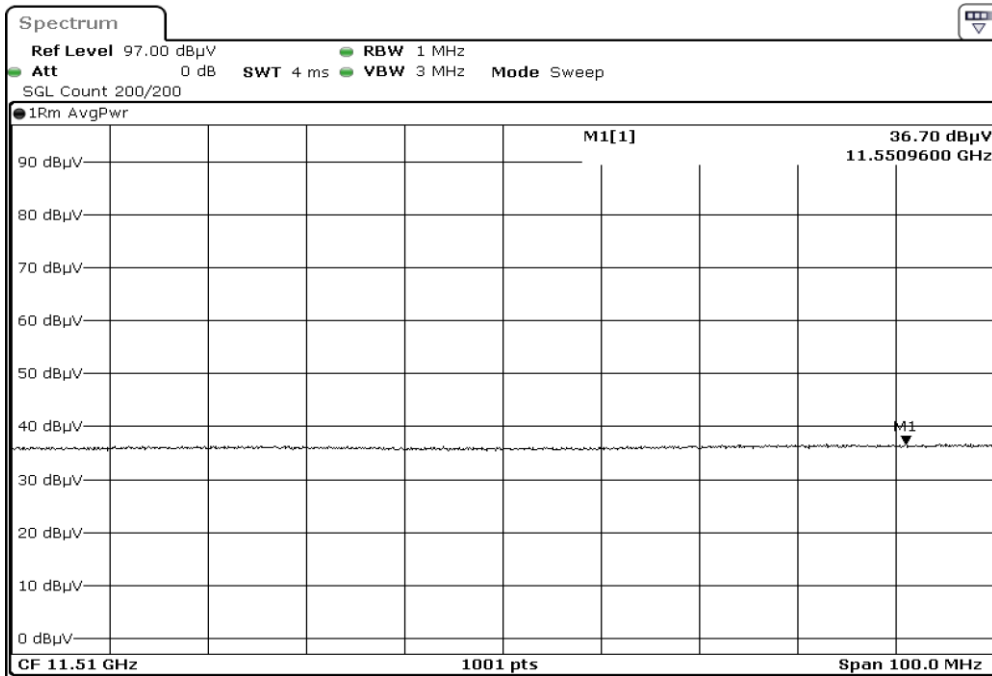 Spectrum
Ref Level 97.00 dBµV RBW 1 MHz
Att 0 dB SWT 4 ms VBW 3 MHz Mode Sweep
SGL Count 200/200
1Rm AvgPwr
M1[1] 36.70 dBµV
11.5509600 GHz
90 dBµV
80 dBµV
70 dBµV
60 dBµV
50 dBµV
40 dBµV
M1
30 dBµV
20 dBµV
10 dBµV
0 dBµV
CF 11.51 GHz 1001 pts Span 100.0 MHz